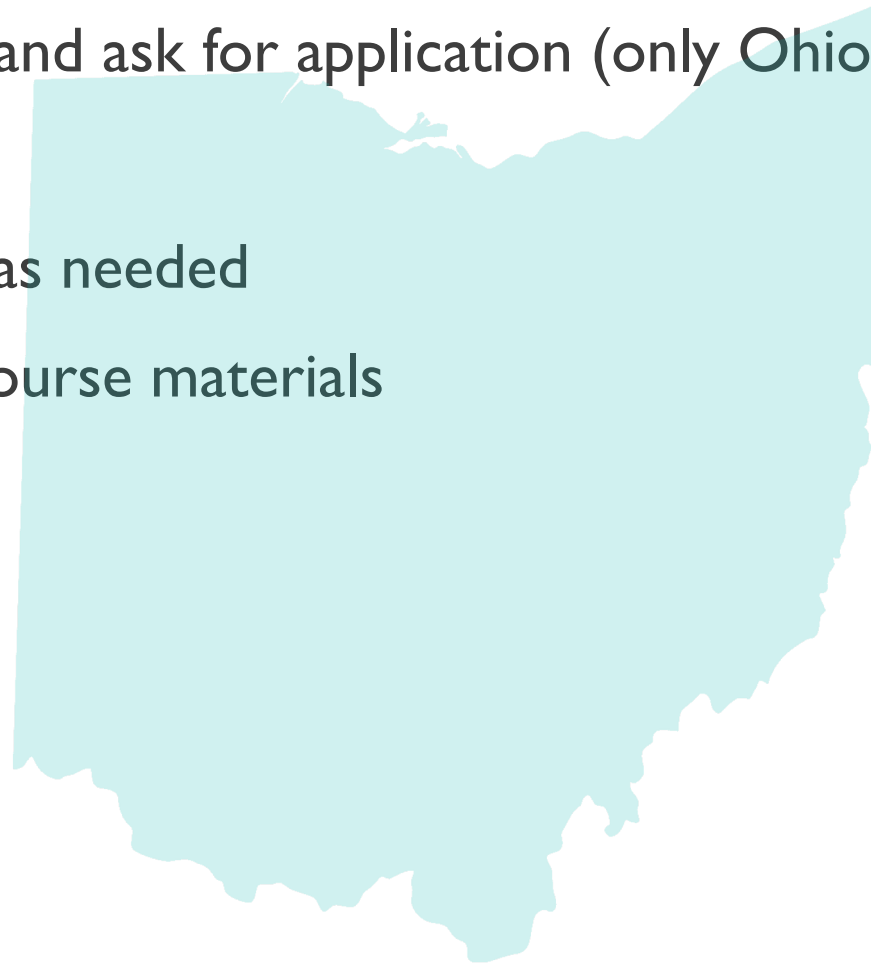 and ask for application (only Ohio
as needed
ourse materials